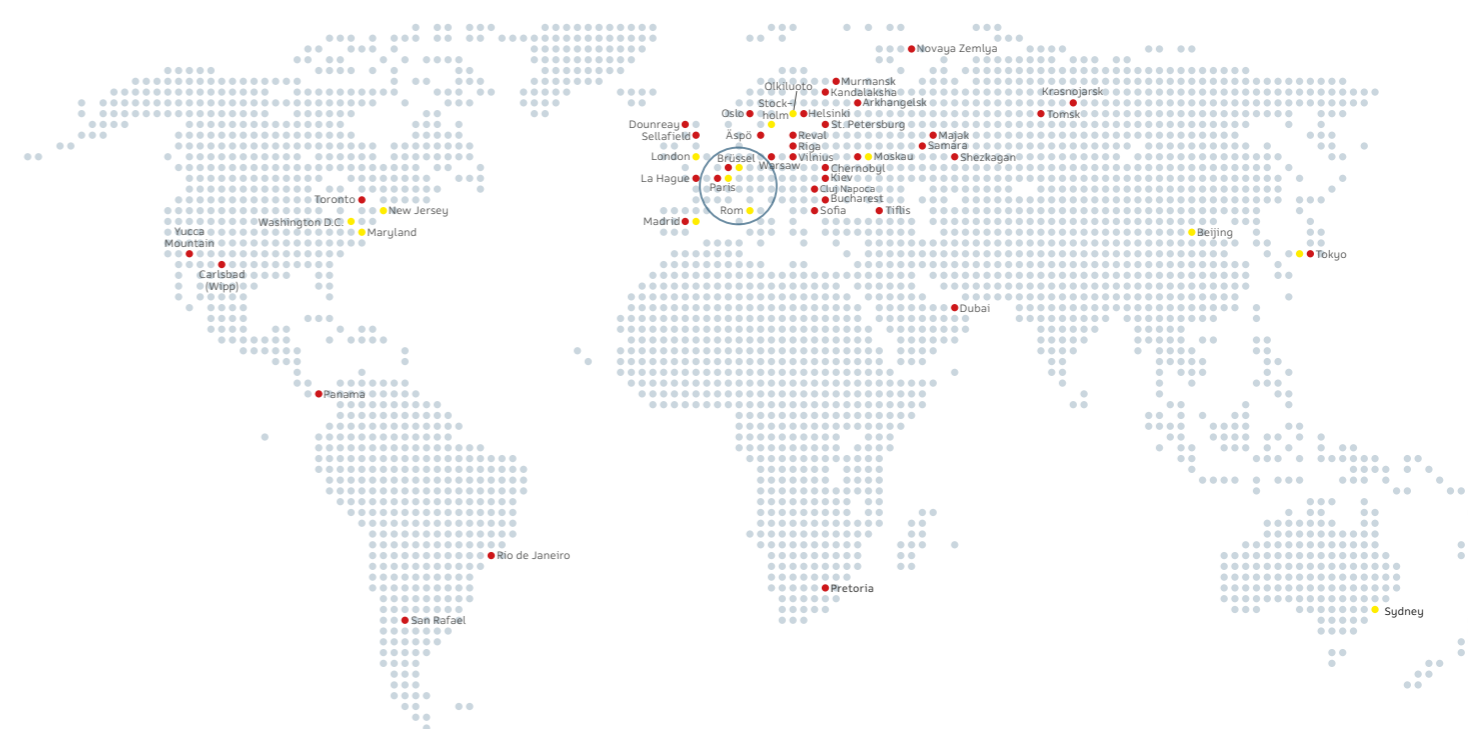 Novaya Zemlya
Murmansk
Olkiluoto
Kandalaksha
Krasnojarsk
Stock-
holm
Arkhangelsk
Oslo
Helsinki
Tomsk
Dounreay
St. Petersburg
Sellafield
Äspö
Reval
Majak
Riga
Samara
London
Brüssel
Warsaw
Vilnius
Moskau
Shezkagan
Chernobyl
La Hague
Paris
Kiev
Cluj Napoca
Toronto
Bucharest
New Jersey
Rom
Sofia
Tiflis
Washington D.C.
Madrid
Maryland
Beijing
Yucca
Mountain
Tokyo
Carlsbad
(Wipp)
Dubai
Panama
Rio de Janeiro
Pretoria
Sydney
San Rafael